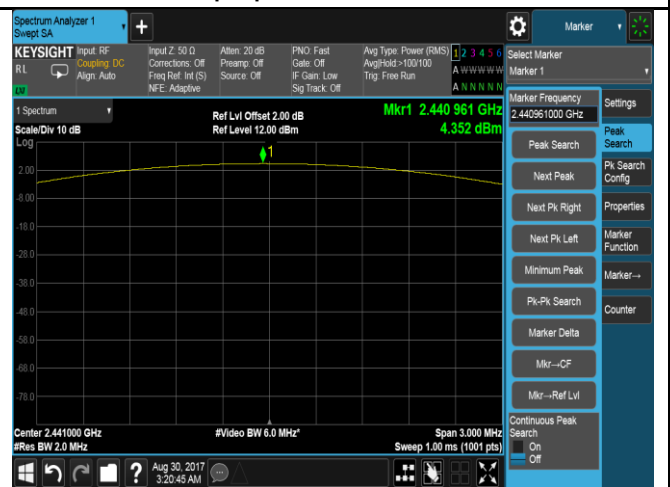 Spectrum Analyzer 1
Swept SA
+
Marker
KEYSIGHT
RL
LVI
Input: RF
Coupling: DC
Align: Auto
Input Z: 50 Ω
Corrections: Off
Freq Ref: Int (S)
NFE: Adaptive
Atten: 20 dB
Preamp: Off
Source: Off
PNO: Fast
Gate: Off
IF Gain: Low
Sig Track: Off
Avg Type: Power (RMS)
Avg|Hold:>100/100
Trig: Free Run
1 2 3 4 5 6
A W W W W W
A N N N N N
Select Marker
Marker 1
1 Spectrum
Scale/Div 10 dB
Log
Ref Lvl Offset 2.00 dB
Ref Level 12.00 dBm
Mkr1 2.440 961 GHz
4.352 dBm
1
2.00
-8.00
-18.0
-28.0
-38.0
-48.0
-58.0
-68.0
-78.0
Center 2.441000 GHz
#Res BW 2.0 MHz
#Video BW 6.0 MHz*
Span 3.000 MHz
Sweep 1.00 ms (1001 pts)
Marker Frequency
2.440961000 GHz
Peak Search
Next Peak
Next Pk Right
Next Pk Left
Minimum Peak
Pk-Pk Search
Marker Delta
Mkr→CF
Mkr→Ref Lvl
Continuous Peak
Search
On
Off
Settings
Peak
Search
Pk Search
Config
Properties
Marker
Function
Marker→
Counter
?
Aug 30, 2017
3:20:45 AM